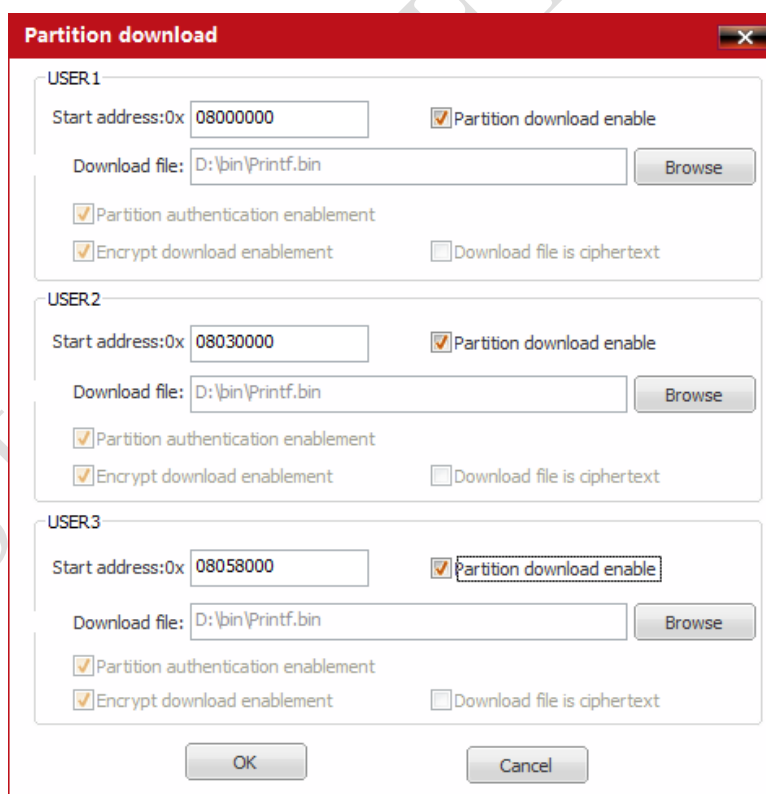 Partition download
USER1
Start address:0x 08000000 Partition download enable
Download file: D:\bin\Printf.bin Browse
Partition authentication enablement
Encrypt download enablement Download file is ciphertext
USER2
Start address:0x 08030000 Partition download enable
Download file: D:\bin\Printf.bin Browse
Partition authentication enablement
Encrypt download enablement Download file is ciphertext
USER3
Start address:0x 08058000 Partition download enable
Download file: D:\bin\Printf.bin Browse
Partition authentication enablement
Encrypt download enablement Download file is ciphertext
OK Cancel